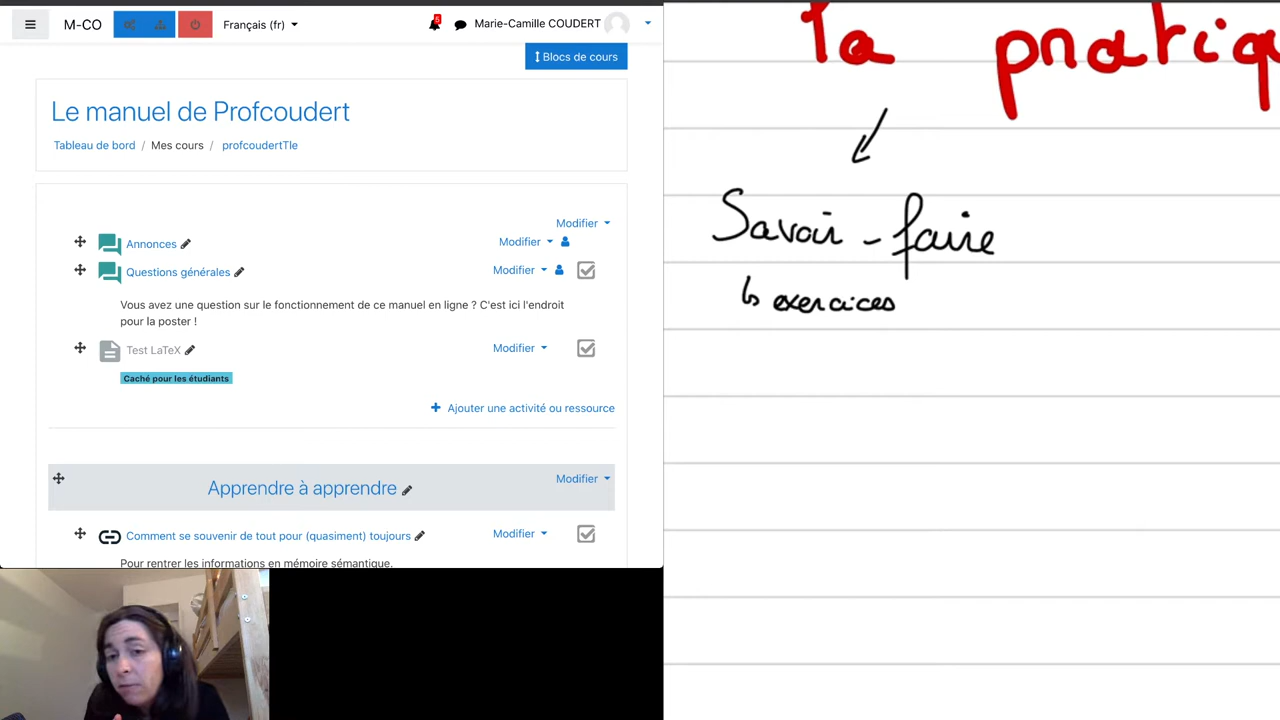 M-CO
Français (fr)
5
Marie-Camille COUDERT
Blocs de cours
Le manuel de Profcoudert
Tableau de bord / Mes cours / profcoudertTle
Modifier
Annonces
Modifier
Questions générales
Modifier
Vous avez une question sur le fonctionnement de ce manuel en ligne ? C'est ici l'endroit
pour la poster !
Test LaTeX
Modifier
Caché pour les étudiants
Ajouter une activité ou ressource
Apprendre à apprendre
Modifier
Comment se souvenir de tout pour (quasiment) toujours
Modifier
Pour rentrer les informations en mémoire sémantique.
la pratiq
Savoir-faire
↳ exercices